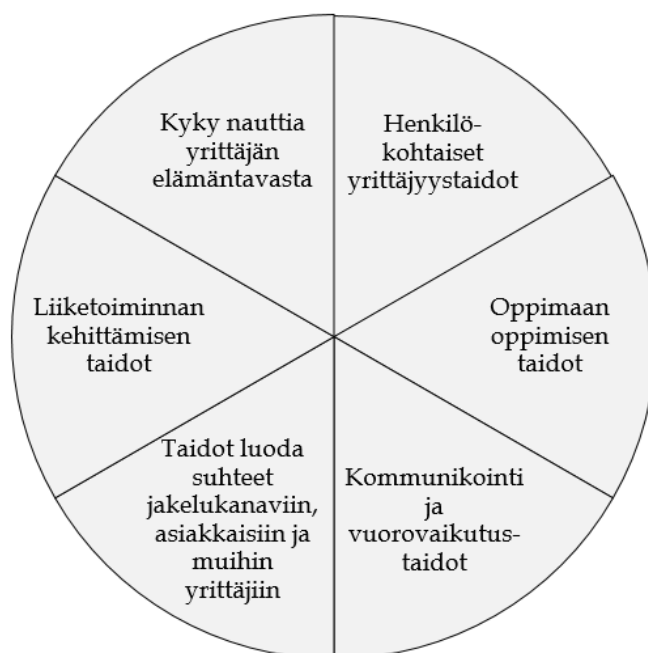 Kyky nauttia
yrittäjän
elämäntavasta
Henkilö-
kohtaiset
yrittäjyystaidot
Oppimaan
oppimisen
taidot
Kommunikointi
ja
vuorovaikutus-
taidot
Taidot luoda
suhteet
jakelukanaviin,
asiakkaisiin ja
muihin
yrittäjiin
Liiketoiminnan
kehittämisen
taidot